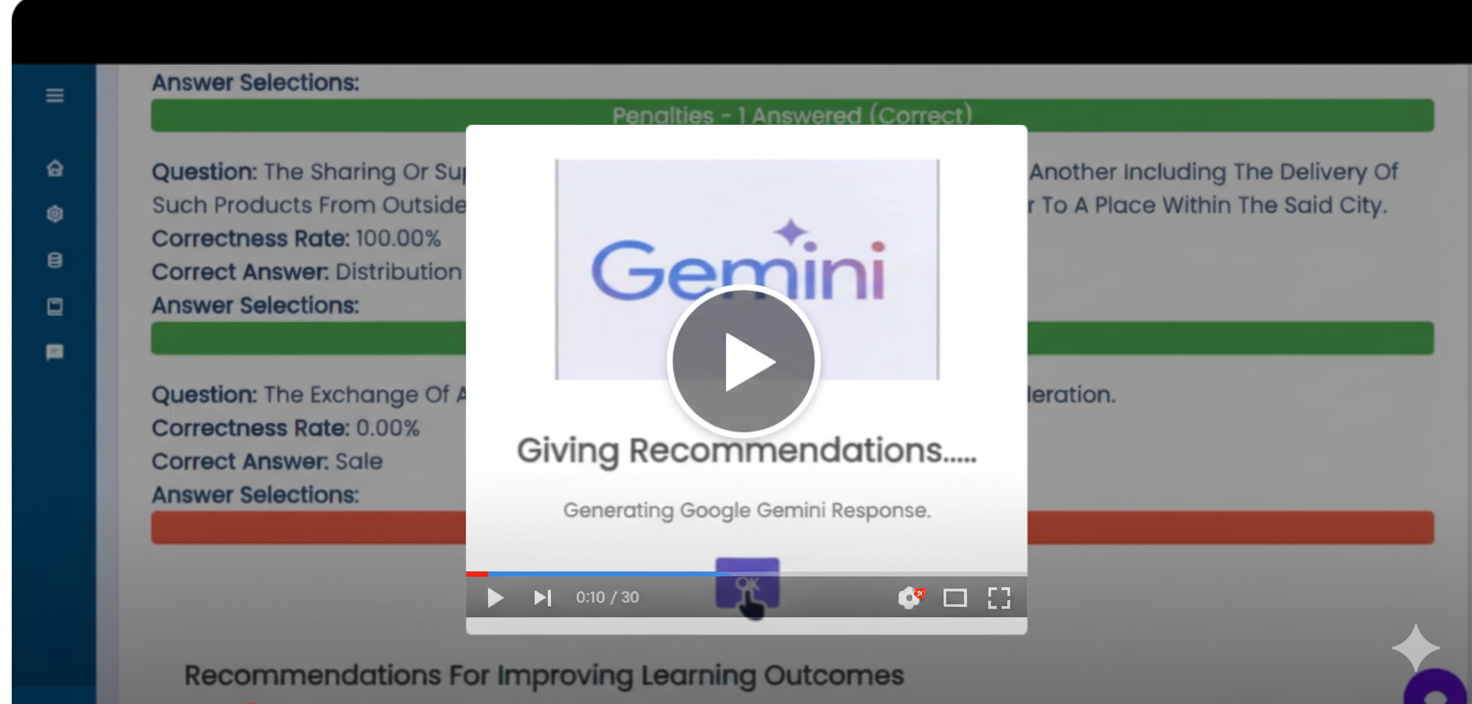 Answer Selections:
Penalties - 1 Answered (Correct)
Question: The Sharing Or Su Another Including The Delivery Of
Such Products From Outside r To A Place Within The Said City.
Correctness Rate: 100.00%
Correct Answer: Distribution
Answer Selections:
Question: The Exchange Of A leration.
Correctness Rate: 0.00%
Correct Answer: Sale
Answer Selections:
Gemini
Giving Recommendations.....
Generating Google Gemini Response.
OK
0:10 / 30
Recommendations For Improving Learning Outcomes